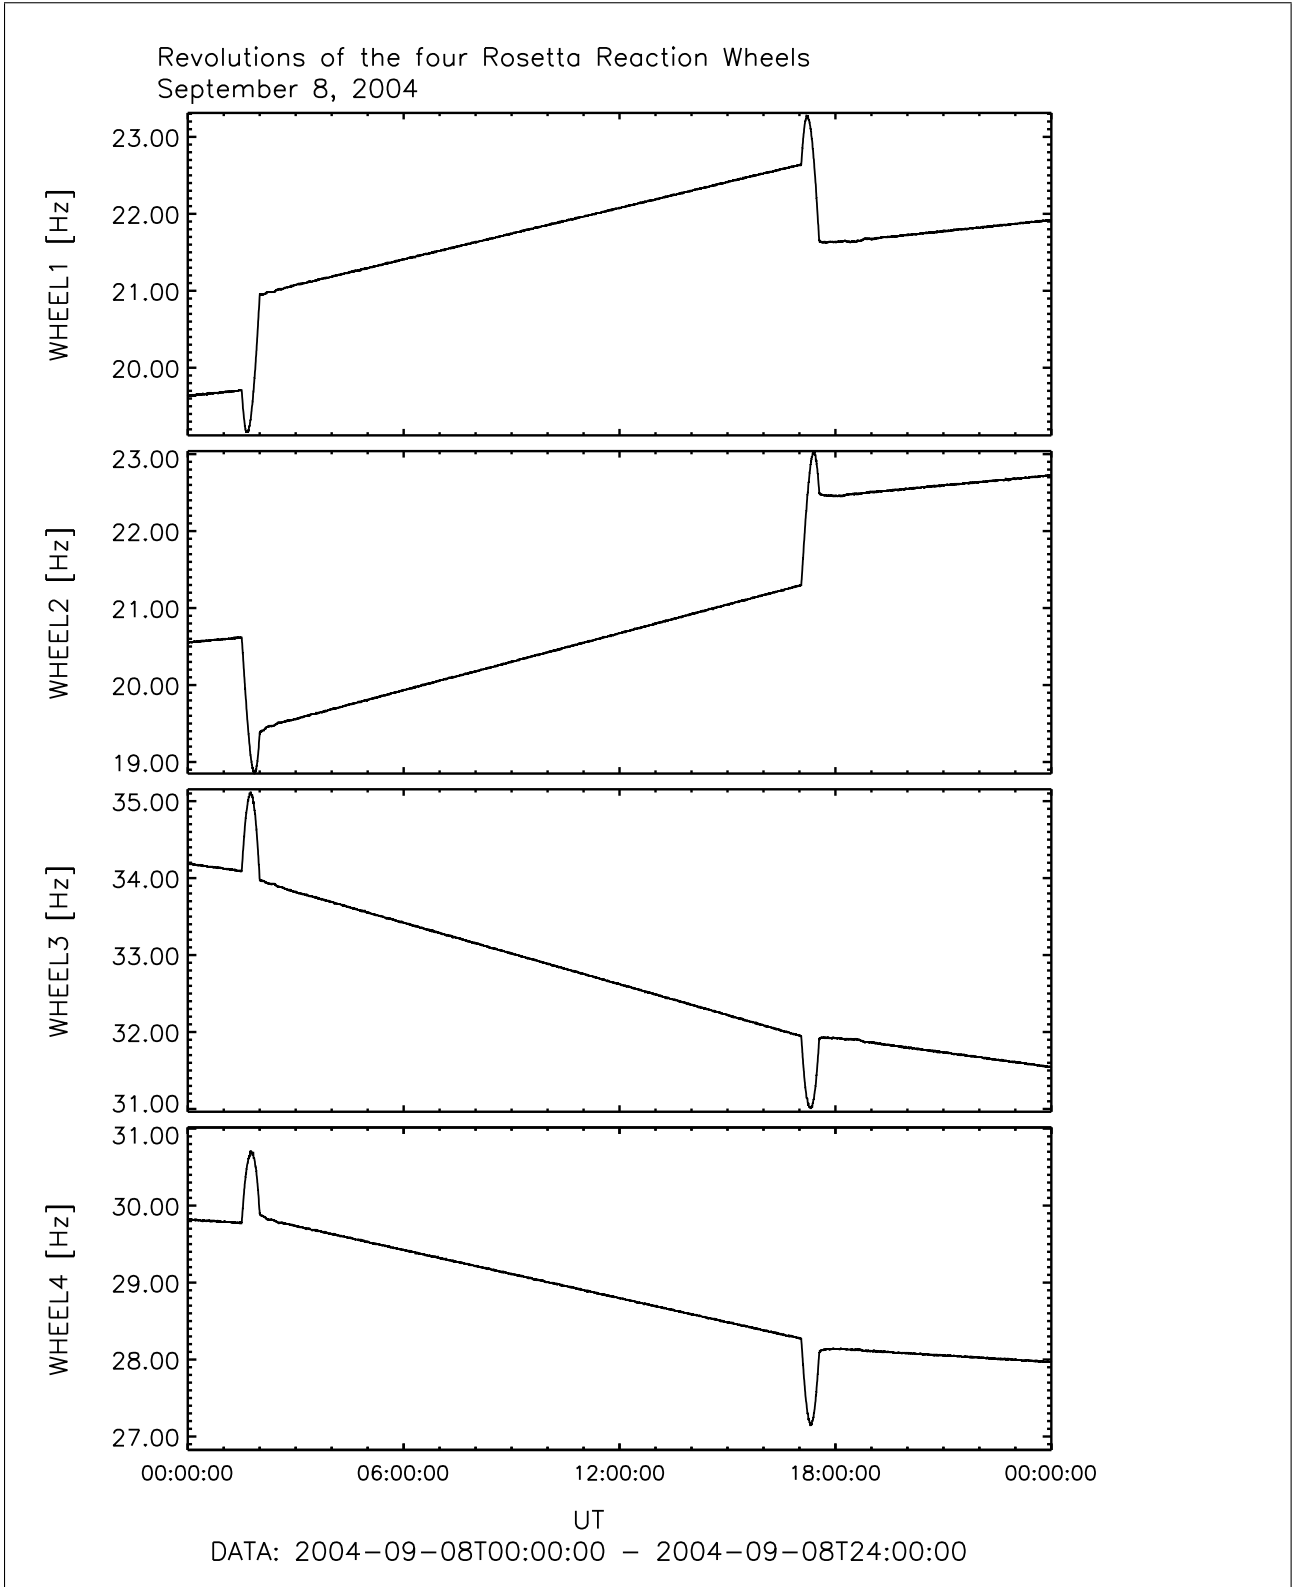 Revolutions of the four Rosetta Reaction Wheels
September 8, 2004
WHEEL1 [Hz]
23.00
22.00
21.00
20.00
WHEEL2 [Hz]
23.00
22.00
21.00
20.00
19.00
WHEEL3 [Hz]
35.00
34.00
33.00
32.00
31.00
WHEEL4 [Hz]
31.00
30.00
29.00
28.00
27.00
00:00:00 06:00:00 12:00:00 18:00:00 00:00:00
UT
DATA: 2004-09-08T00:00:00 - 2004-09-08T24:00:00